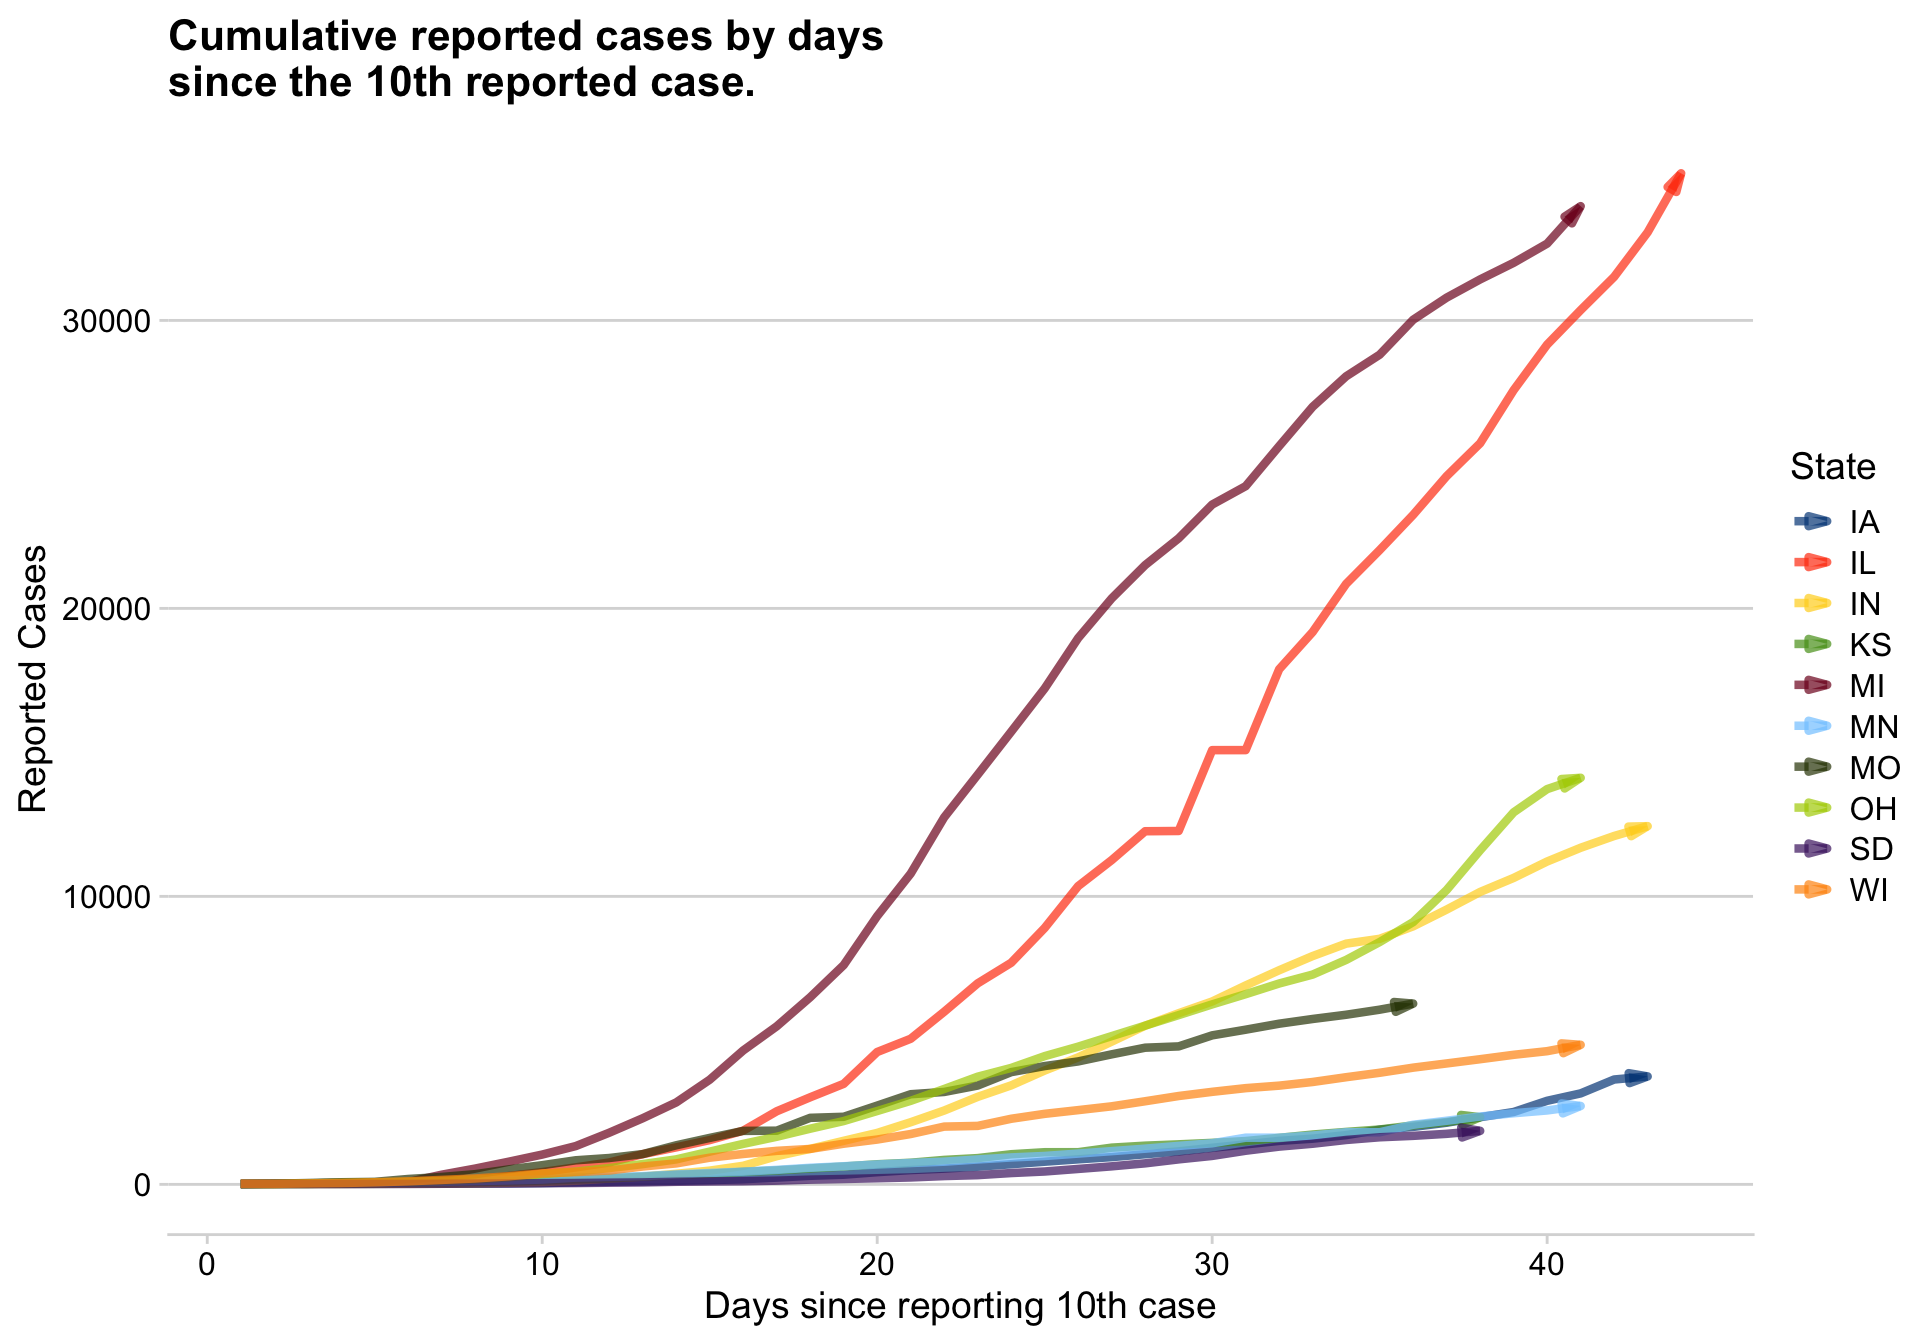 Cumulative reported cases by days
since the 10th reported case.
30000
20000
10000
0
Reported Cases
0 10 20 30 40
Days since reporting 10th case
State
IA
IL
IN
KS
MI
MN
MO
OH
SD
WI